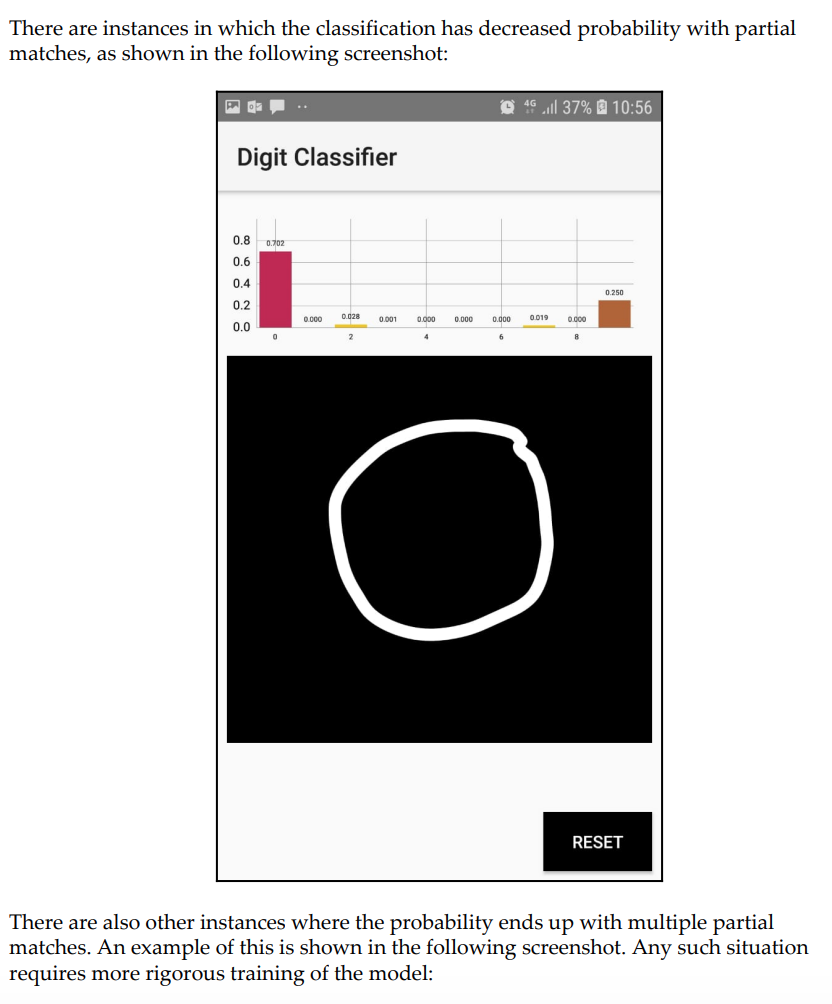 There are instances in which the classification has decreased probability with partial
matches, as shown in the following screenshot:
4G 37% 10:56
Digit Classifier
0.8
0.6
0.4
0.2
0.0
0.702
0.000
0.028
0.001
0.000
0.000
0.000
0.019
0.000
0.250
0 2 4 6 8
RESET
There are also other instances where the probability ends up with multiple partial
matches. An example of this is shown in the following screenshot. Any such situation
requires more rigorous training of the model: